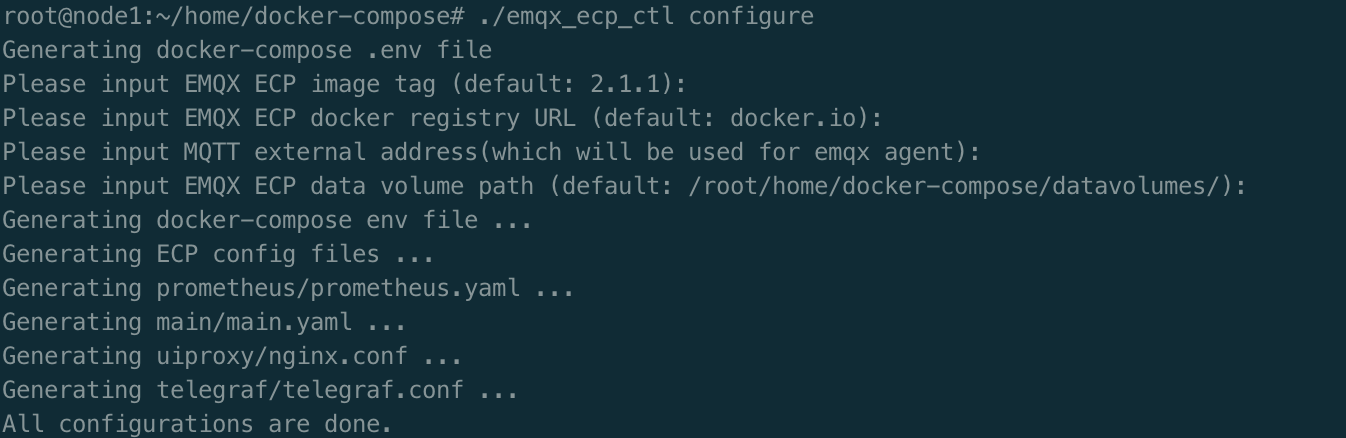 root@node1:~/home/docker-compose# ./emqx_ecp_ctl configure
Generating docker-compose .env file
Please input EMQX ECP image tag (default: 2.1.1):
Please input EMQX ECP docker registry URL (default: docker.io):
Please input MQTT external address(which will be used for emqx agent):
Please input EMQX ECP data volume path (default: /root/home/docker-compose/datavolumes/):
Generating docker-compose env file ...
Generating ECP config files ...
Generating prometheus/prometheus.yaml ...
Generating main/main.yaml ...
Generating uiproxy/nginx.conf ...
Generating telegraf/telegraf.conf ...
All configurations are done.